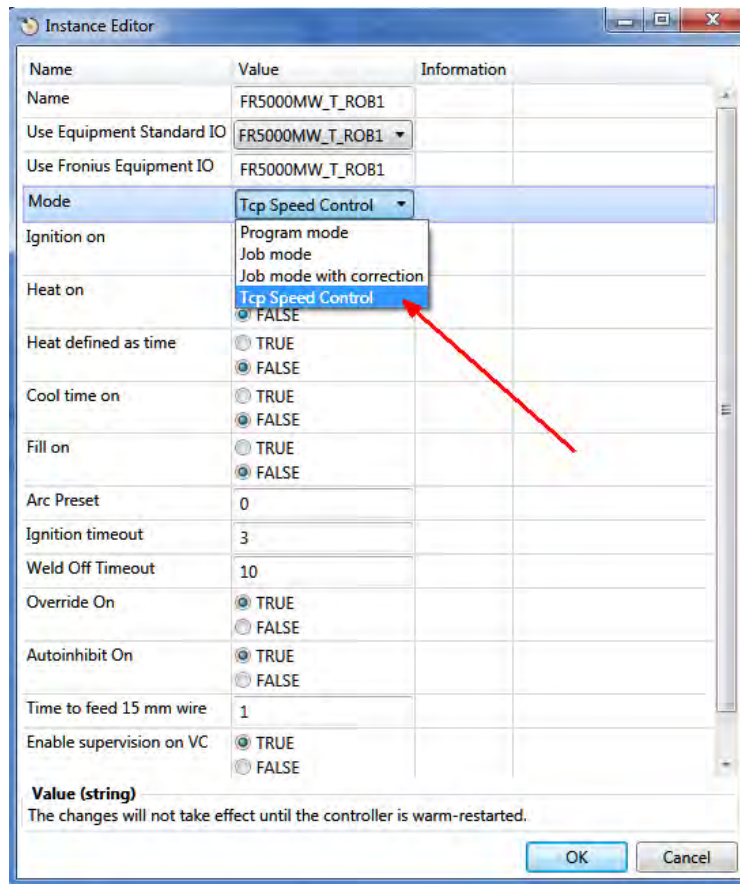 Instance Editor
Name Value Information
Name FR5000MW_T_ROB1
Use Equipment Standard IO FR5000MW_T_ROB1
Use Fronius Equipment IO FR5000MW_T_ROB1
Mode Tcp Speed Control
Program mode
Ignition on
Job mode
Job mode with correction
Heat on
Tcp Speed Control
FALSE
Heat defined as time TRUE
FALSE
Cool time on TRUE
FALSE
Fill on TRUE
FALSE
Arc Preset 0
Ignition timeout 3
Weld Off Timeout 10
Override On TRUE
FALSE
Autoinhibit On TRUE
FALSE
Time to feed 15 mm wire 1
Enable supervision on VC TRUE
FALSE
Value (string)
The changes will not take effect until the controller is warm-restarted.
OK Cancel